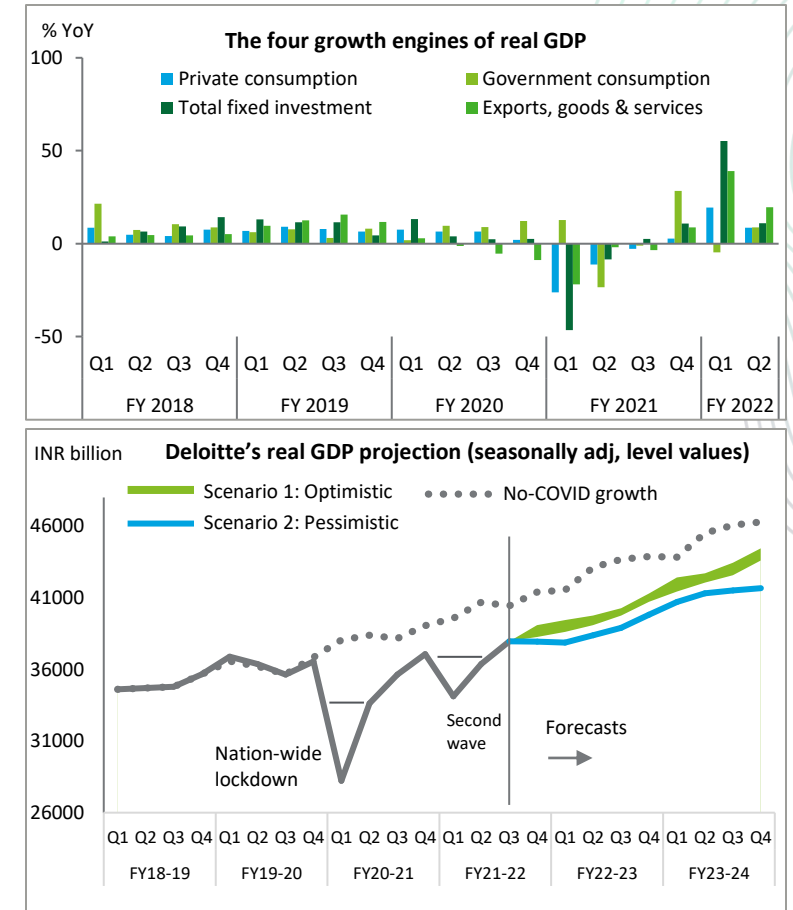 % YoY
The four growth engines of real GDP
100
Private consumption
Government consumption
Total fixed investment
Exports, goods & services
50
0
-50
Q1 Q2 Q3 Q4 Q1 Q2 Q3 Q4 Q1 Q2 Q3 Q4 Q1 Q2 Q3 Q4 Q1 Q2
FY 2018 FY 2019 FY 2020 FY 2021 FY 2022
INR billion
Deloitte's real GDP projection (seasonally adj, level values)
Scenario 1: Optimistic
No-COVID growth
Scenario 2: Pessimistic
46000
41000
36000
31000
26000
Nation-wide
lockdown
Second
wave
Forecasts
Q1 Q2 Q3 Q4 Q1 Q2 Q3 Q4 Q1 Q2 Q3 Q4 Q1 Q2 Q3 Q4 Q1 Q2 Q3 Q4 Q1 Q2 Q3 Q4
FY18-19 FY19-20 FY20-21 FY21-22 FY22-23 FY23-24